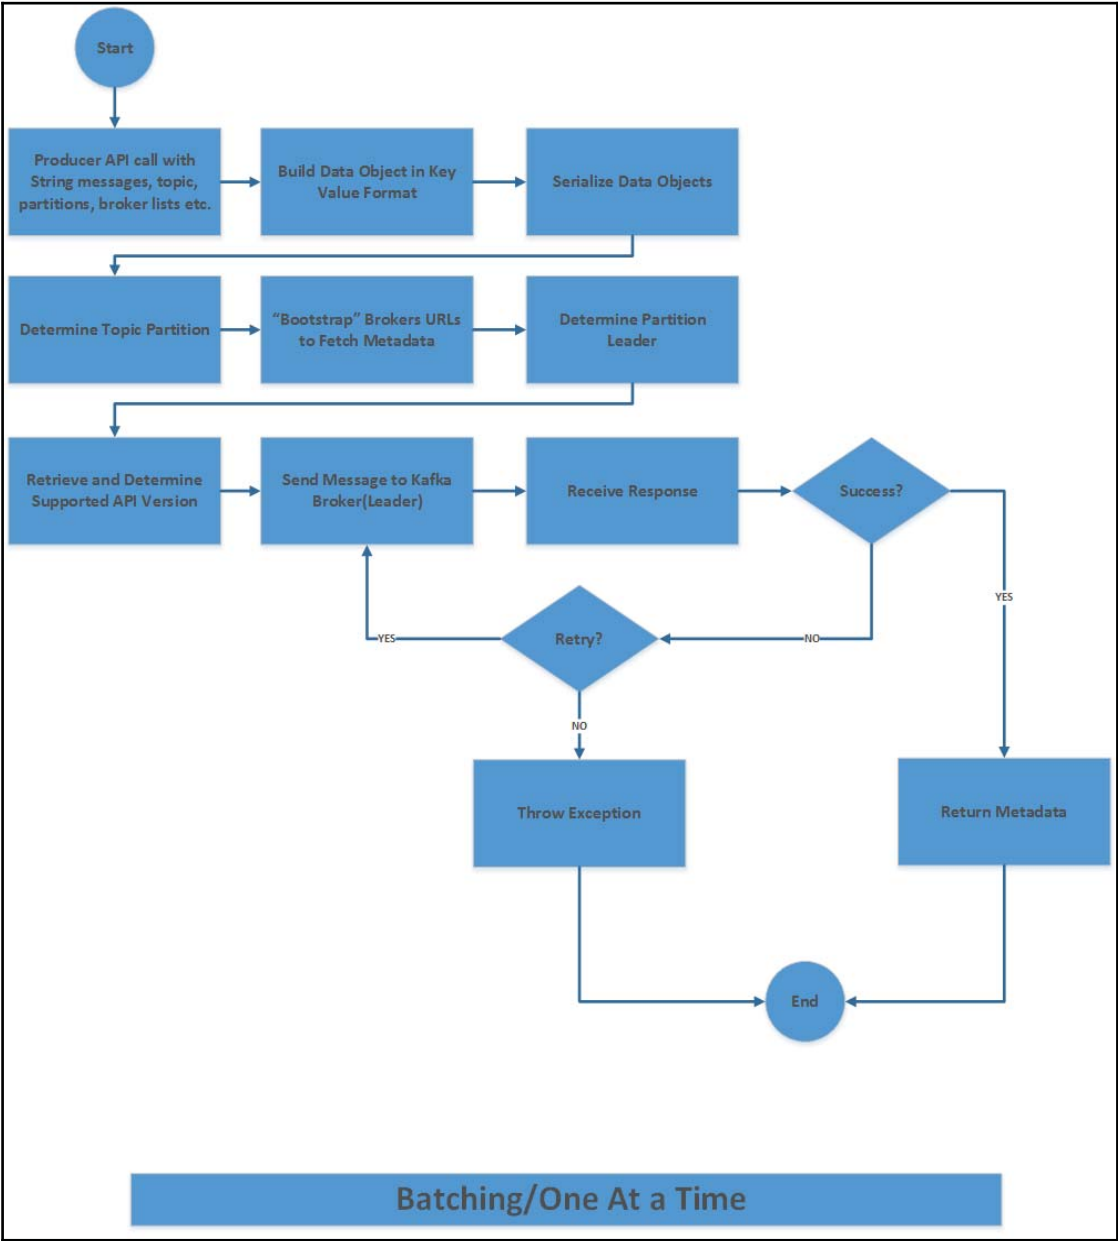 Start
Producer API call with
String messages, topic,
partitions, broker lists etc.
Build Data Object in Key
Value Format
Serialize Data Objects
Determine Topic Partition
“Bootstrap” Brokers URLs
to Fetch Metadata
Determine Partition
Leader
Retrieve and Determine
Supported API Version
Send Message to Kafka
Broker(Leader)
Receive Response
Success?
YES
Retry?
YES
NO
NO
Throw Exception
Return Metadata
End
Batching/One At a Time